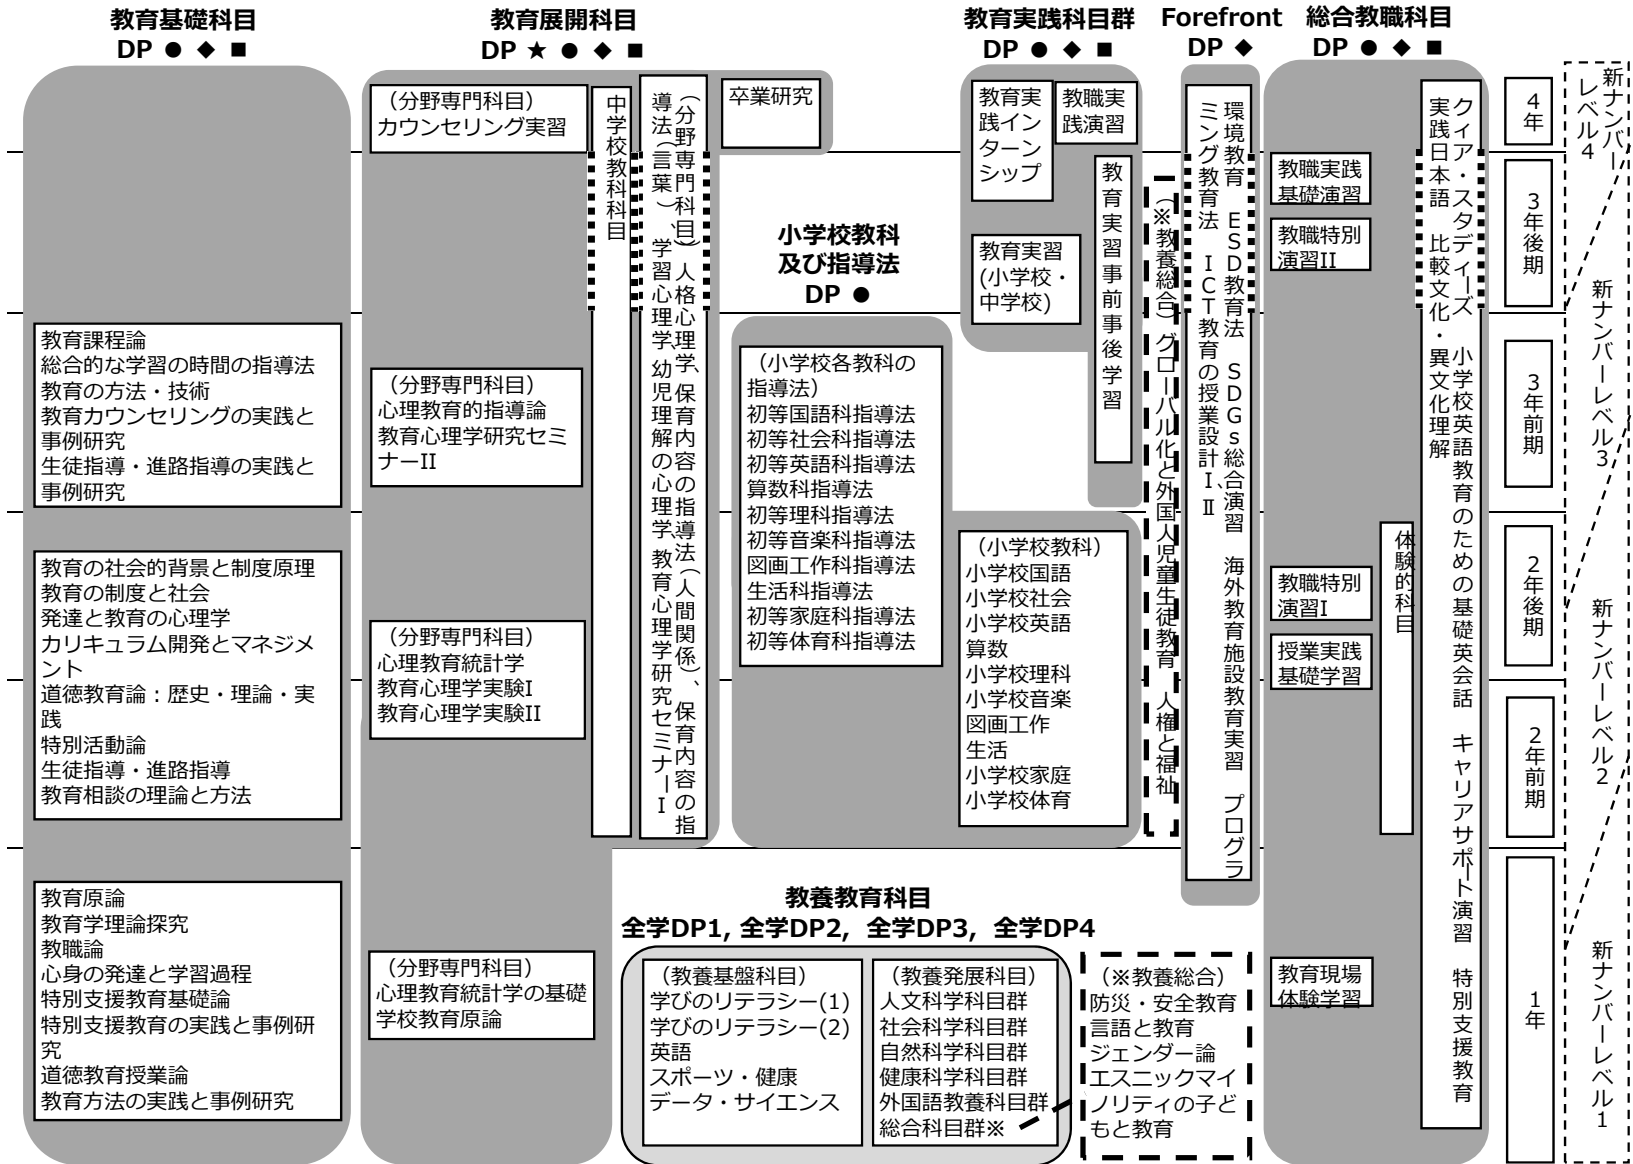 教育基礎科目
DP ● ◆ ■
教育展開科目
DP ★ ● ◆ ■
教育実践科目群
DP ● ◆ ■
Forefront
DP ◆
総合教職科目
DP ● ◆ ■
教育課程論
総合的な学習の時間の指導法
教育の方法・技術
教育カウンセリングの実践と
事例研究
生徒指導・進路指導の実践と
事例研究
教育の社会的背景と制度原理
教育の制度と社会
発達と教育の心理学
カリキュラム開発とマネジメ
ント
道徳教育論：歴史・理論・実
践
特別活動論
生徒指導・進路指導
教育相談の理論と方法
教育原論
教育学理論探究
教職論
心身の発達と学習過程
特別支援教育基礎論
特別支援教育の実践と事例研
究
道徳教育授業論
教育方法の実践と事例研究
（分野専門科目）
カウンセリング実習
（分野専門科目）
心理教育的指導論
教育心理学研究セミ
ナーII
（分野専門科目）
心理教育統計学
教育心理学実験I
教育心理学実験II
（分野専門科目）
心理教育統計学の基礎
学校教育原論
中学校教科科目
（分野専門科目）人格心理学、保育内容の指導法（人間関係）、保育内容の指
導法（言葉）、学習心理学、幼児理解の心理学、教育心理学研究セミナーI
卒業研究
小学校教科
及び指導法
DP ●
（小学校各教科の
指導法）
初等国語科指導法
初等社会科指導法
初等英語科指導法
算数科指導法
初等理科指導法
初等音楽科指導法
図画工作科指導法
生活科指導法
初等家庭科指導法
初等体育科指導法
（小学校教科）
小学校国語
小学校社会
小学校英語
算数
小学校理科
小学校音楽
図画工作
生活
小学校家庭
小学校体育
教育実
践イン
ターン
シップ
教職実
践演習
教育実習
(小学校・
中学校)
教育実習事前事後学習
（※教養総合）グローバル化と外国人児童生徒教育　人権と福祉
環境教育　ESD教育法　SDGs総合演習　海外教育施設教育実習　プログラ
ミング教育法　ICT教育の授業設計I、II
教職実践
基礎演習
教職特別
演習II
教職特別
演習I
授業実践
基礎学習
教育現場
体験学習
体験的科目
クィア・スタディーズ　小学校英語教育のための基礎英会話　キャリアサポート演習　特別支援教育
実践日本語　比較文化・異文化理解
教養教育科目
全学DP1, 全学DP2,  全学DP3,  全学DP4
（教養基盤科目）
学びのリテラシー(1)
学びのリテラシー(2)
英語
スポーツ・健康
データ・サイエンス
（教養発展科目）
人文科学科目群
社会科学科目群
自然科学科目群
健康科学科目群
外国語教養科目群
総合科目群※
（※教養総合）
防災・安全教育
言語と教育
ジェンダー論
エスニックマイ
ノリティの子ど
もと教育
4年
3年後期
3年前期
2年後期
2年前期
1年
新ナンバー
レベル4
新ナンバーレベル3
新ナンバーレベル2
新ナンバーレベル1